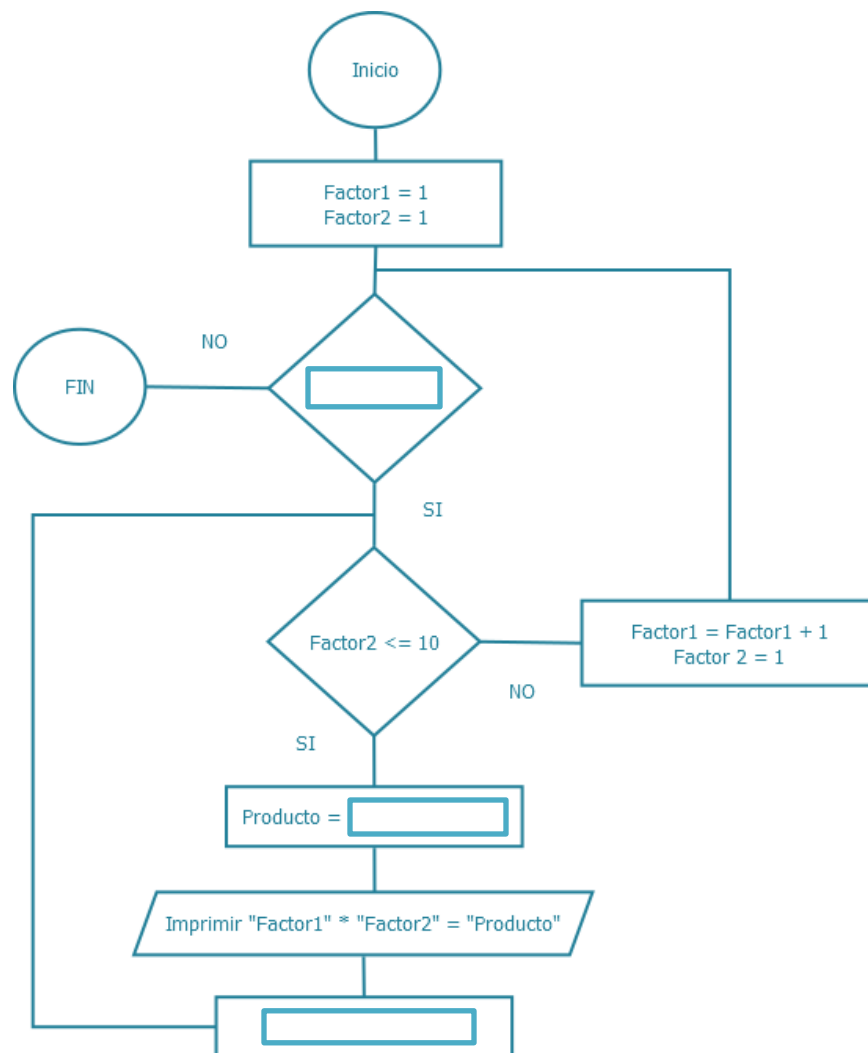 Inicio
Factor1 = 1
Factor2 = 1
NO
FIN
SI
Factor2 <= 10
Factor1 = Factor1 + 1
Factor 2 = 1
NO
SI
Producto =
Imprimir "Factor1" * "Factor2" = "Producto"